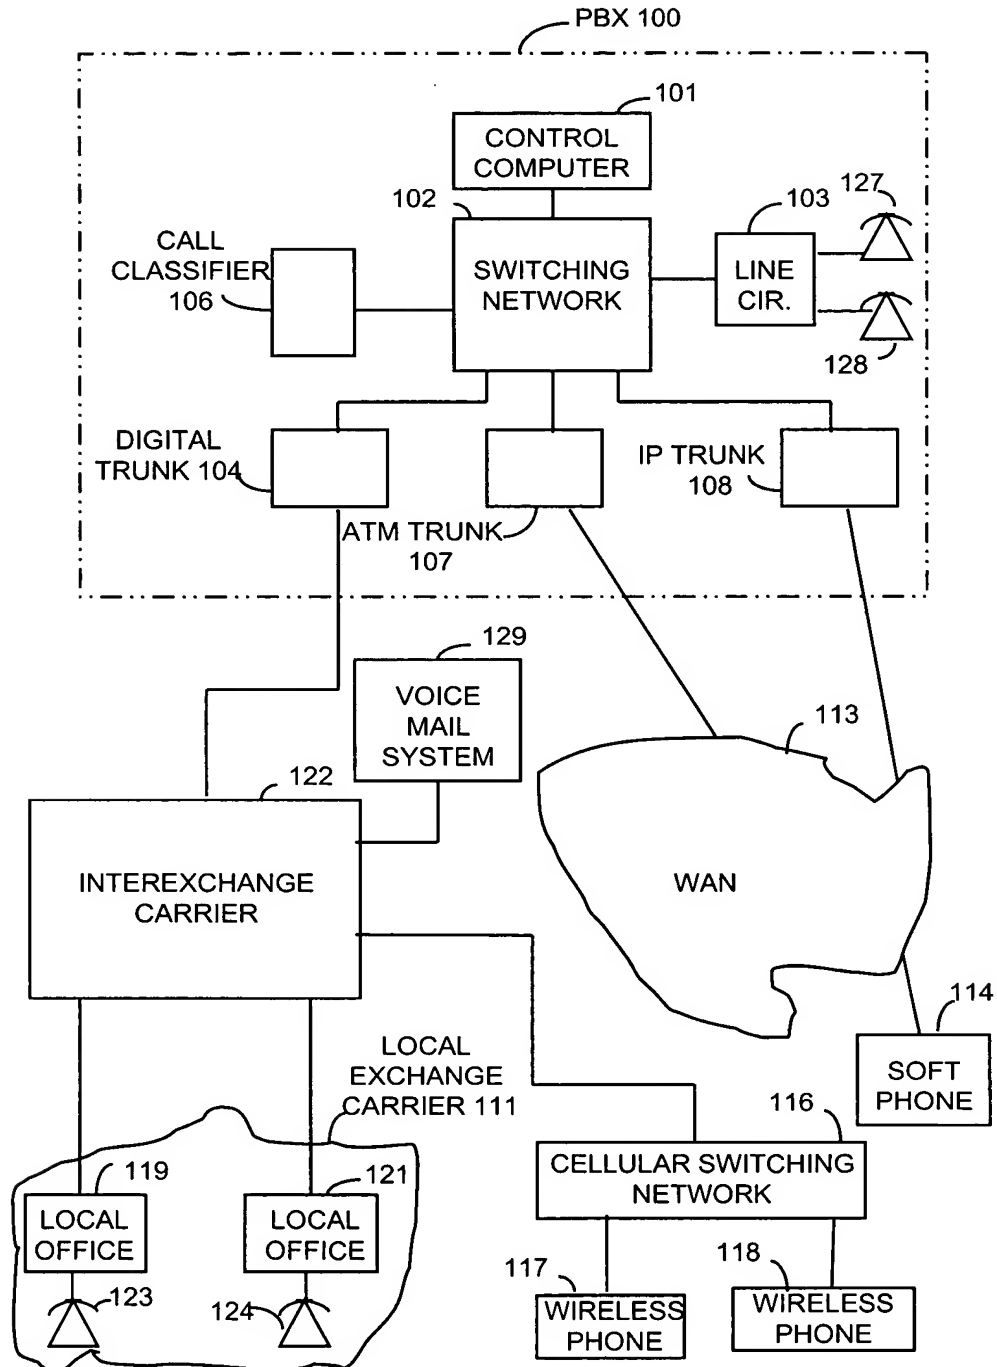 PBX 100
101
CONTROL
COMPUTER
102
103
127
CALL
CLASSIFIER
106
SWITCHING
NETWORK
LINE
CIR.
128
DIGITAL
TRUNK 104
IP TRUNK
108
ATM TRUNK
107
129
VOICE
MAIL
SYSTEM
113
122
INTEREXCHANGE
CARRIER
WAN
114
SOFT
PHONE
LOCAL
EXCHANGE
CARRIER 111
116
CELLULAR SWITCHING
NETWORK
119
121
LOCAL
OFFICE
LOCAL
OFFICE
123
124
117
118
WIRELESS
PHONE
WIRELESS
PHONE